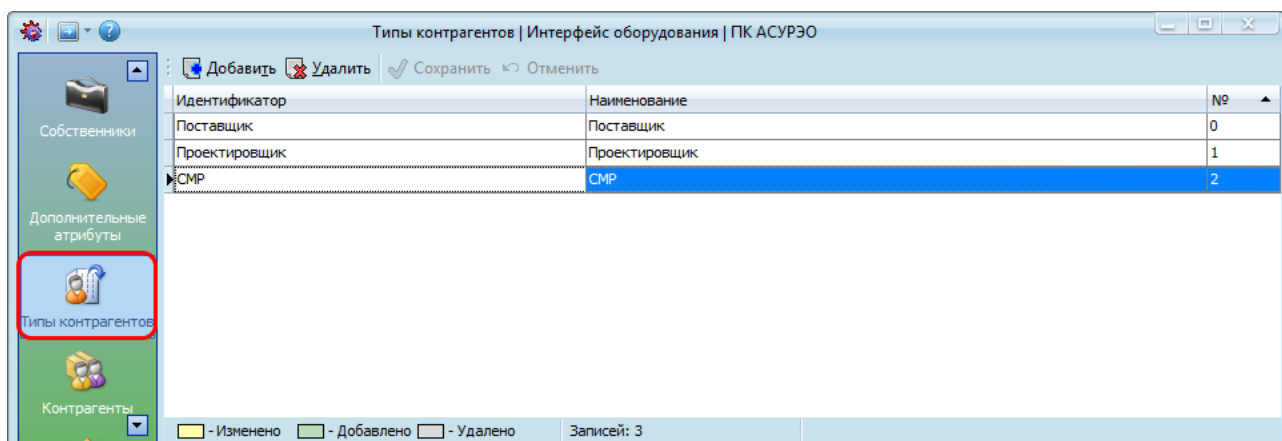 Типы контрагентов | Интерфейс оборудования | ПК АСУРЭО
Добавить Удалить Сохранить Отменить
Идентификатор Наименование №
Поставщик Поставщик 0
Проектировщик Проектировщик 1
СМР СМР 2
Собственники
Дополнительные
атрибуты
Типы контрагентов
Контрагенты
- Изменено - Добавлено - Удалено Записей: 3